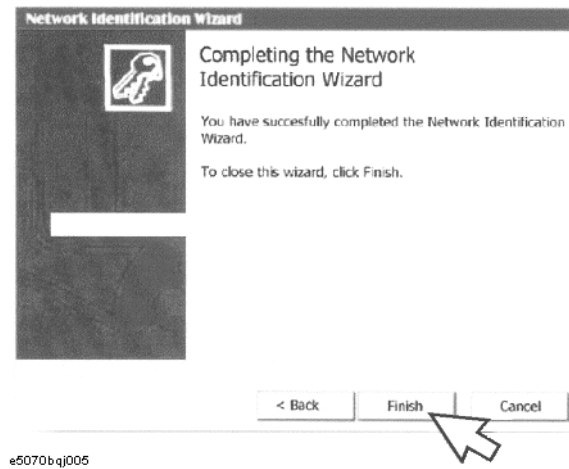 Network Identification Wizard
Completing the Network
Identification Wizard
You have succesfully completed the Network Identification
Wizard.
To close this wizard, click Finish.
< Back
Finish
Cancel
e5070bqj005